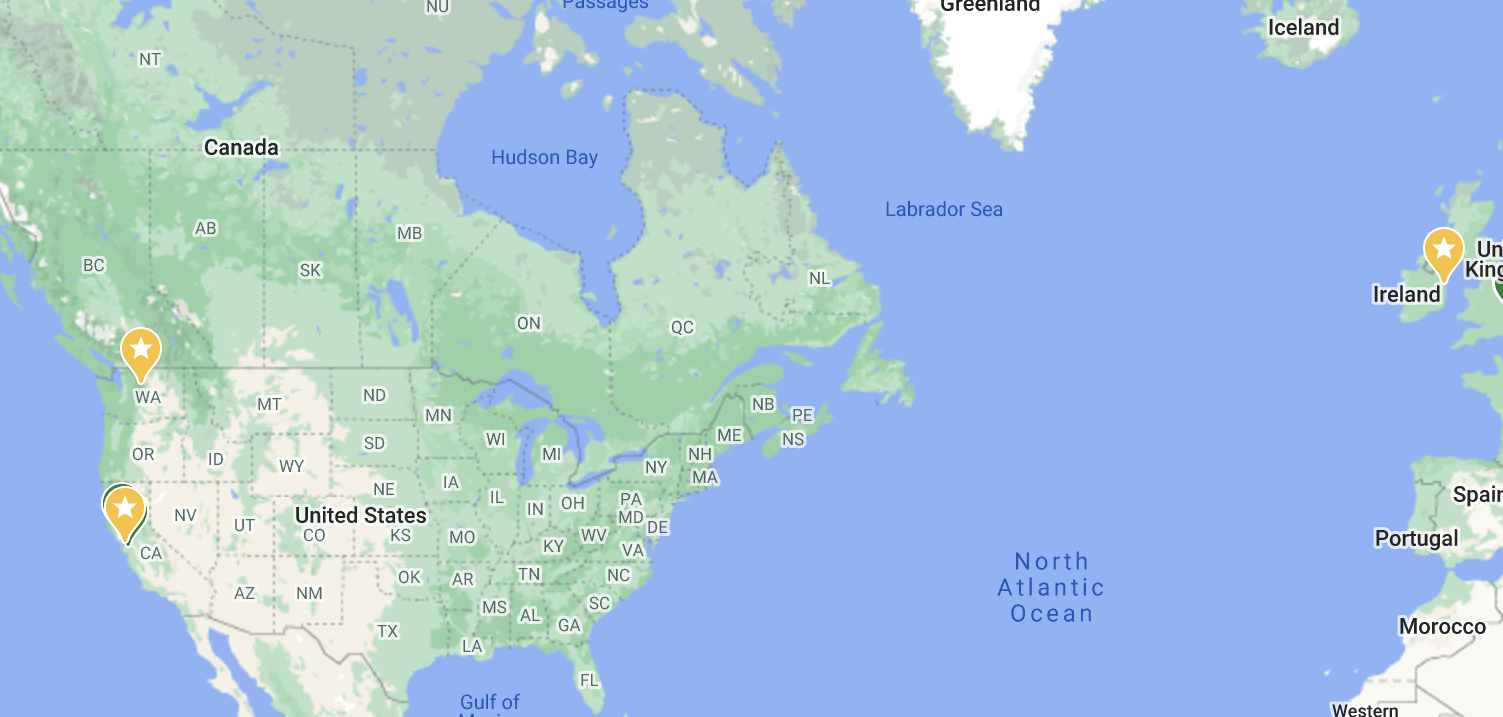 NU
Passages
Greenland
Iceland
NT
Canada
Hudson Bay
Labrador Sea
AB
MB
BC
SK
NL
Un
King
Ireland
ON
QC
WA
MT
ND
MN
NB
PE
ME
NS
OR
ID
WY
SD
WI
MI
NY
NH
MA
NE
IA
IL
IN
OH
PA
MD
DE
Spain
NV
UT
United States
CO
KS
MO
KY
WV
VA
Portugal
CA
AZ
NM
OK
AR
TN
NC
North
Atlantic
Ocean
MS
AL
GA
SC
TX
LA
FL
Morocco
Gulf of
Western